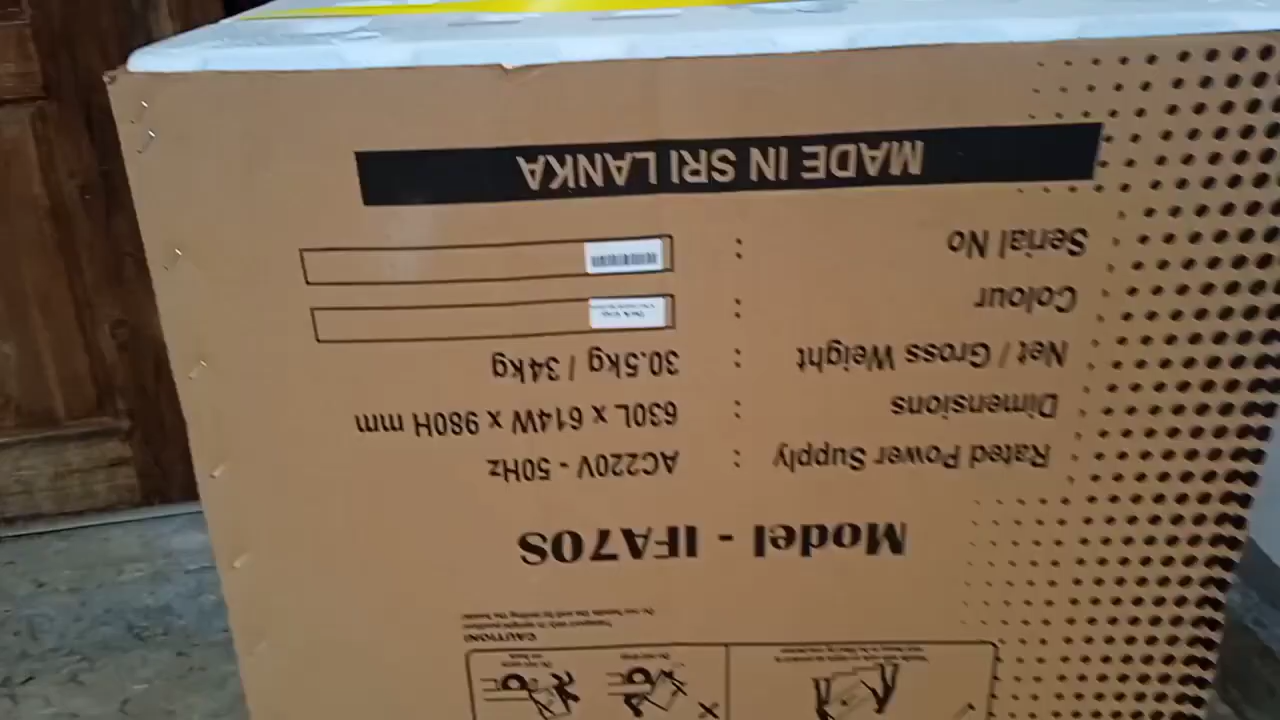 CAUTION!
Model - IFA70S
Rated Power Supply : AC220V - 50Hz
Dimensions : 630L x 614W x 980H mm
Net / Gross Weight : 30.5kg / 34kg
Colour :
Serial No :
MADE IN SRI LANKA